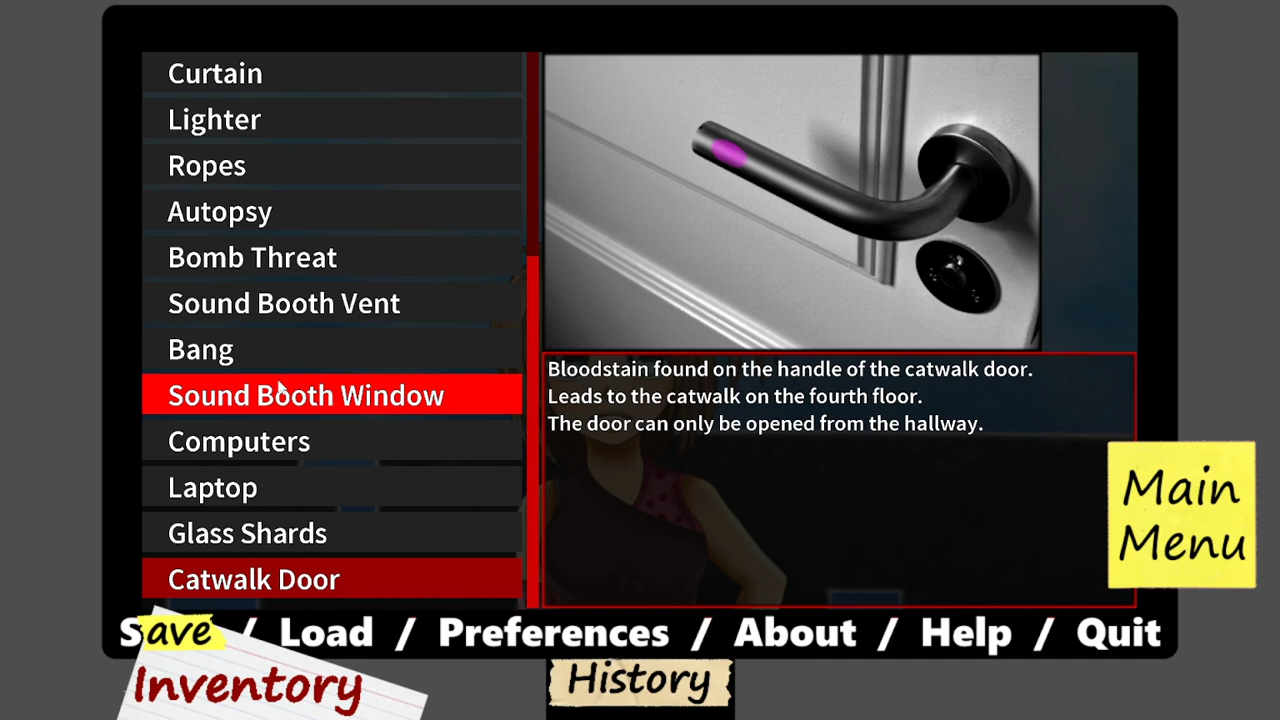 Curtain
Lighter
Ropes
Autopsy
Bomb Threat
Sound Booth Vent
Bang
Sound Booth Window
Computers
Laptop
Glass Shards
Catwalk Door
Bloodstain found on the handle of the catwalk door.
Leads to the catwalk on the fourth floor.
The door can only be opened from the hallway.
Main
Menu
Save / Load / Preferences / About / Help / Quit
Inventory
History